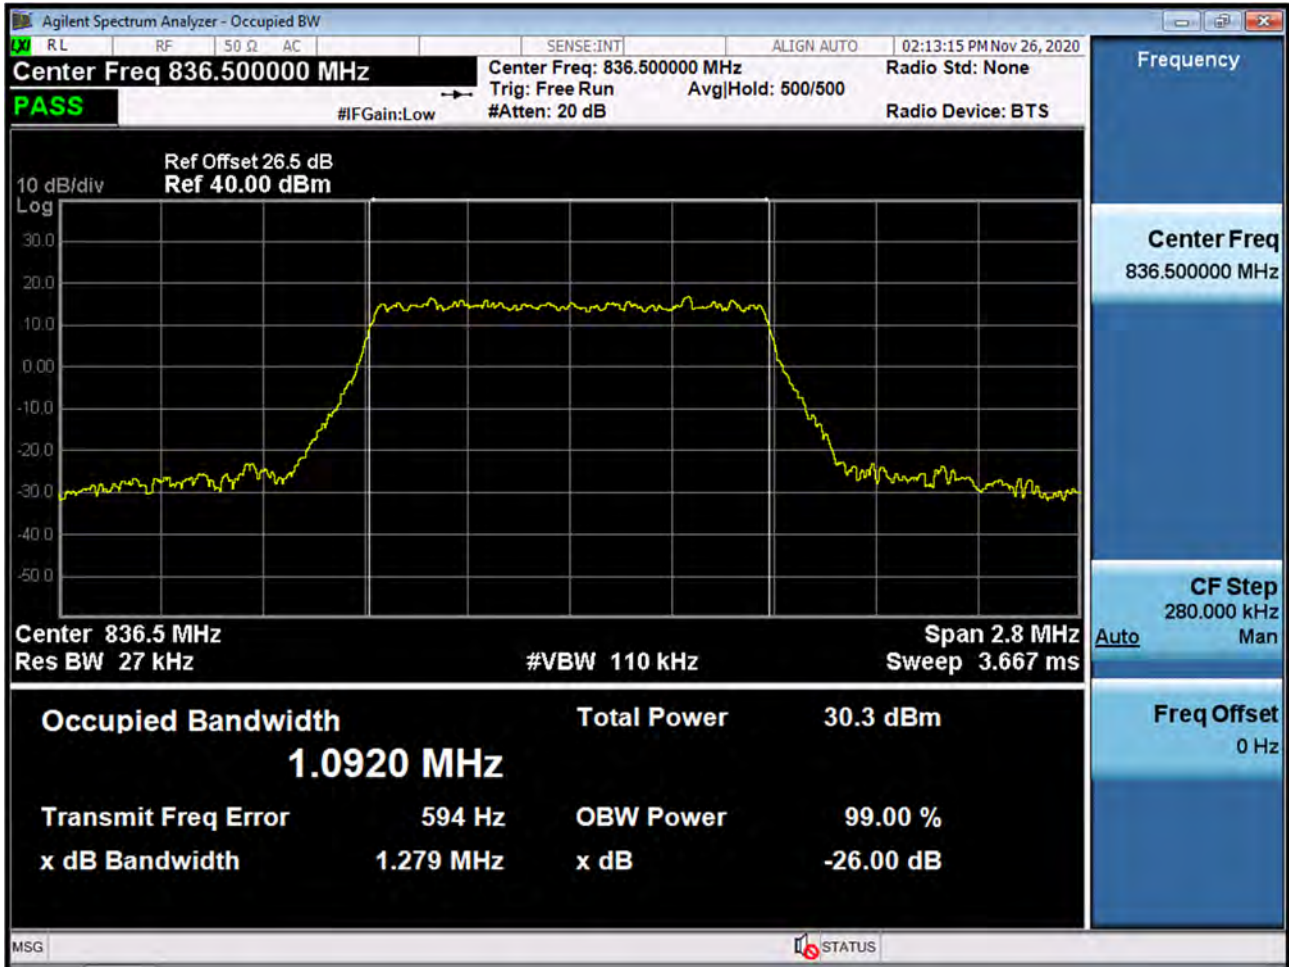 Agilent Spectrum Analyzer - Occupied BW
LXI RL RF 50 Ω AC SENSE:INT ALIGN AUTO 02:13:15 PM Nov 26, 2020
Center Freq 836.500000 MHz
PASS
#IFGain:Low
Center Freq: 836.500000 MHz
Trig: Free Run Avg|Hold: 500/500
#Atten: 20 dB
Radio Std: None
Radio Device: BTS
Ref Offset 26.5 dB
10 dB/div Ref 40.00 dBm
Log
30.0
20.0
10.0
0.00
-10.0
-20.0
-30.0
-40.0
-50.0
Center 836.5 MHz Span 2.8 MHz
Res BW 27 kHz #VBW 110 kHz Sweep 3.667 ms
Occupied Bandwidth Total Power 30.3 dBm
1.0920 MHz
Transmit Freq Error 594 Hz OBW Power 99.00 %
x dB Bandwidth 1.279 MHz x dB -26.00 dB
MSG STATUS
Frequency
Center Freq
836.500000 MHz
CF Step
280.000 kHz
Auto Man
Freq Offset
0 Hz